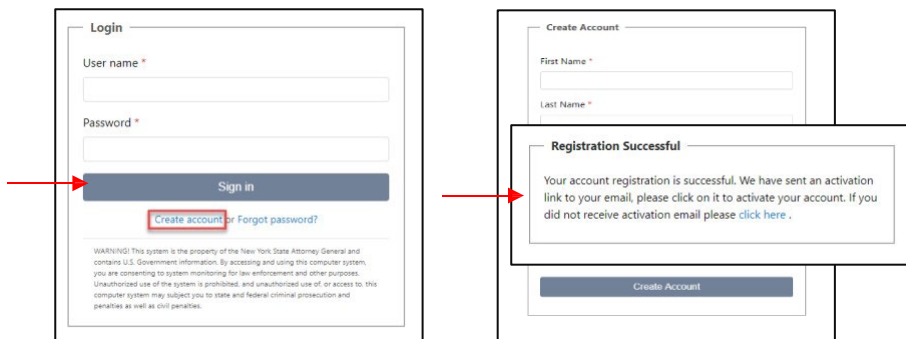 Login
User name *
Password *
Sign in
Create account or Forgot password?
WARNING! This system is the property of the New York State Attorney General and
contains U.S. Government information. By accessing and using this computer system,
you are consenting to system monitoring for law enforcement and other purposes.
Unauthorized use of the system is prohibited, and unauthorized use of, or access to, this
computer system may subject you to state and federal criminal prosecution and
penalties as well as civil penalties.
Create Account
First Name *
Last Name *
Registration Successful
Your account registration is successful. We have sent an activation
link to your email, please click on it to activate your account. If you
did not receive activation email please click here .
Create Account